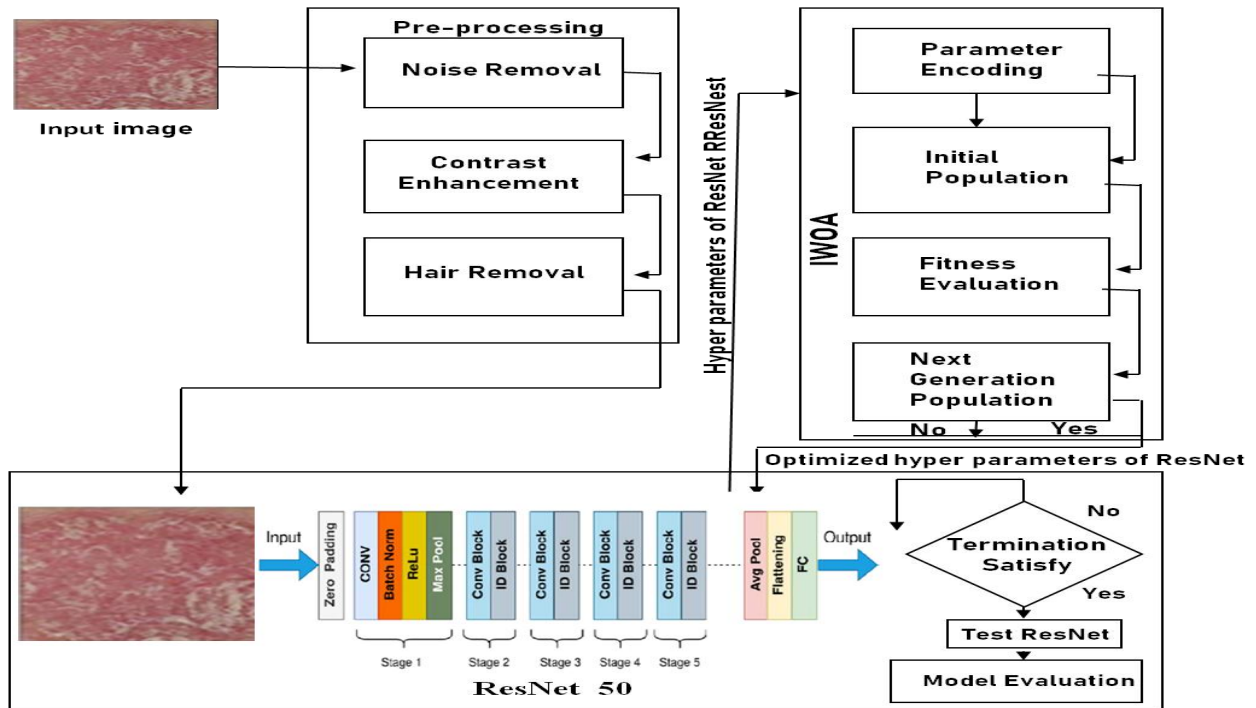 Input image
Pre-processing
Noise Removal
Contrast
Enhancement
Hair Removal
Hyper parameters of ResNet RResNest
IWOA
Parameter
Encoding
Initial
Population
Fitness
Evaluation
Next
Generation
Population
No
Yes
Optimized hyper parameters of ResNet
Input
Zero Padding
CONV
Batch Norm
ReLu
Max Pool
Conv Block
ID Block
Conv Block
ID Block
Conv Block
ID Block
Conv Block
ID Block
Avg Pool
Flattening
FC
Output
Stage 1
Stage 2
Stage 3
Stage 4
Stage 5
ResNet 50
No
Termination
Satisfy
Yes
Test ResNet
Model Evaluation